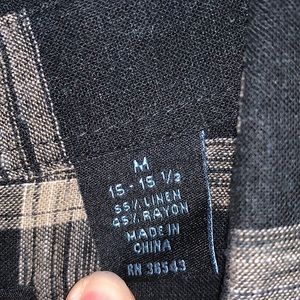 M
15 - 15 1/2
55% LINEN
45% RAYON
MADE IN
CHINA
RN 36543